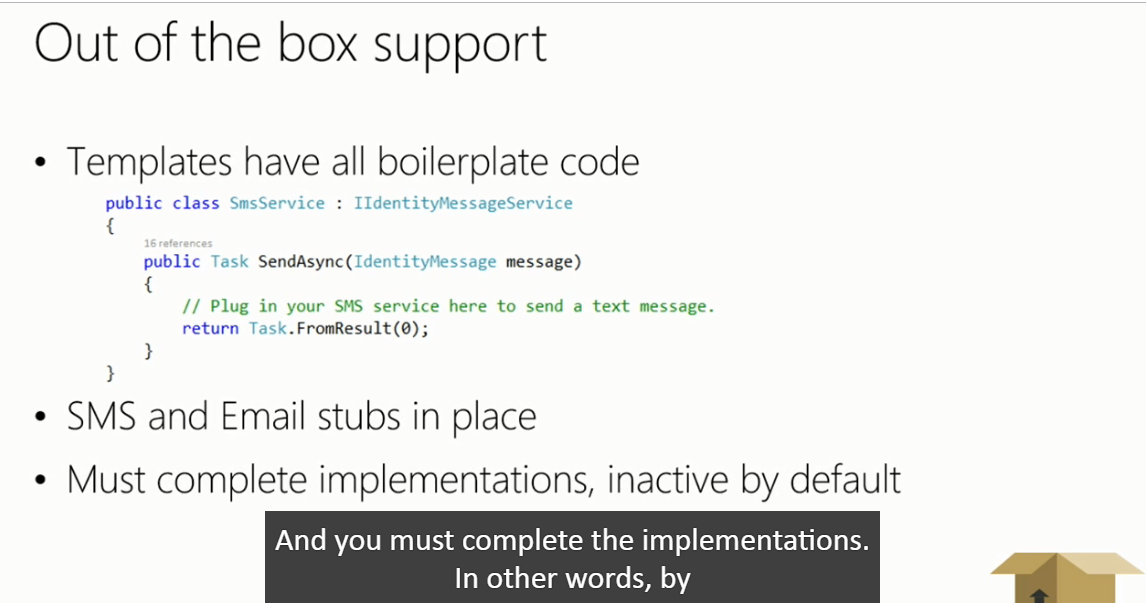 Out of the box support
• Templates have all boilerplate code
public class SmsService : IIdentityMessageService
{
16 references
public Task SendAsync(IdentityMessage message)
{
// Plug in your SMS service here to send a text message.
return Task.FromResult(0);
}
}
• SMS and Email stubs in place
• Must complete implementations, inactive by default
And you must complete the implementations.
In other words, by